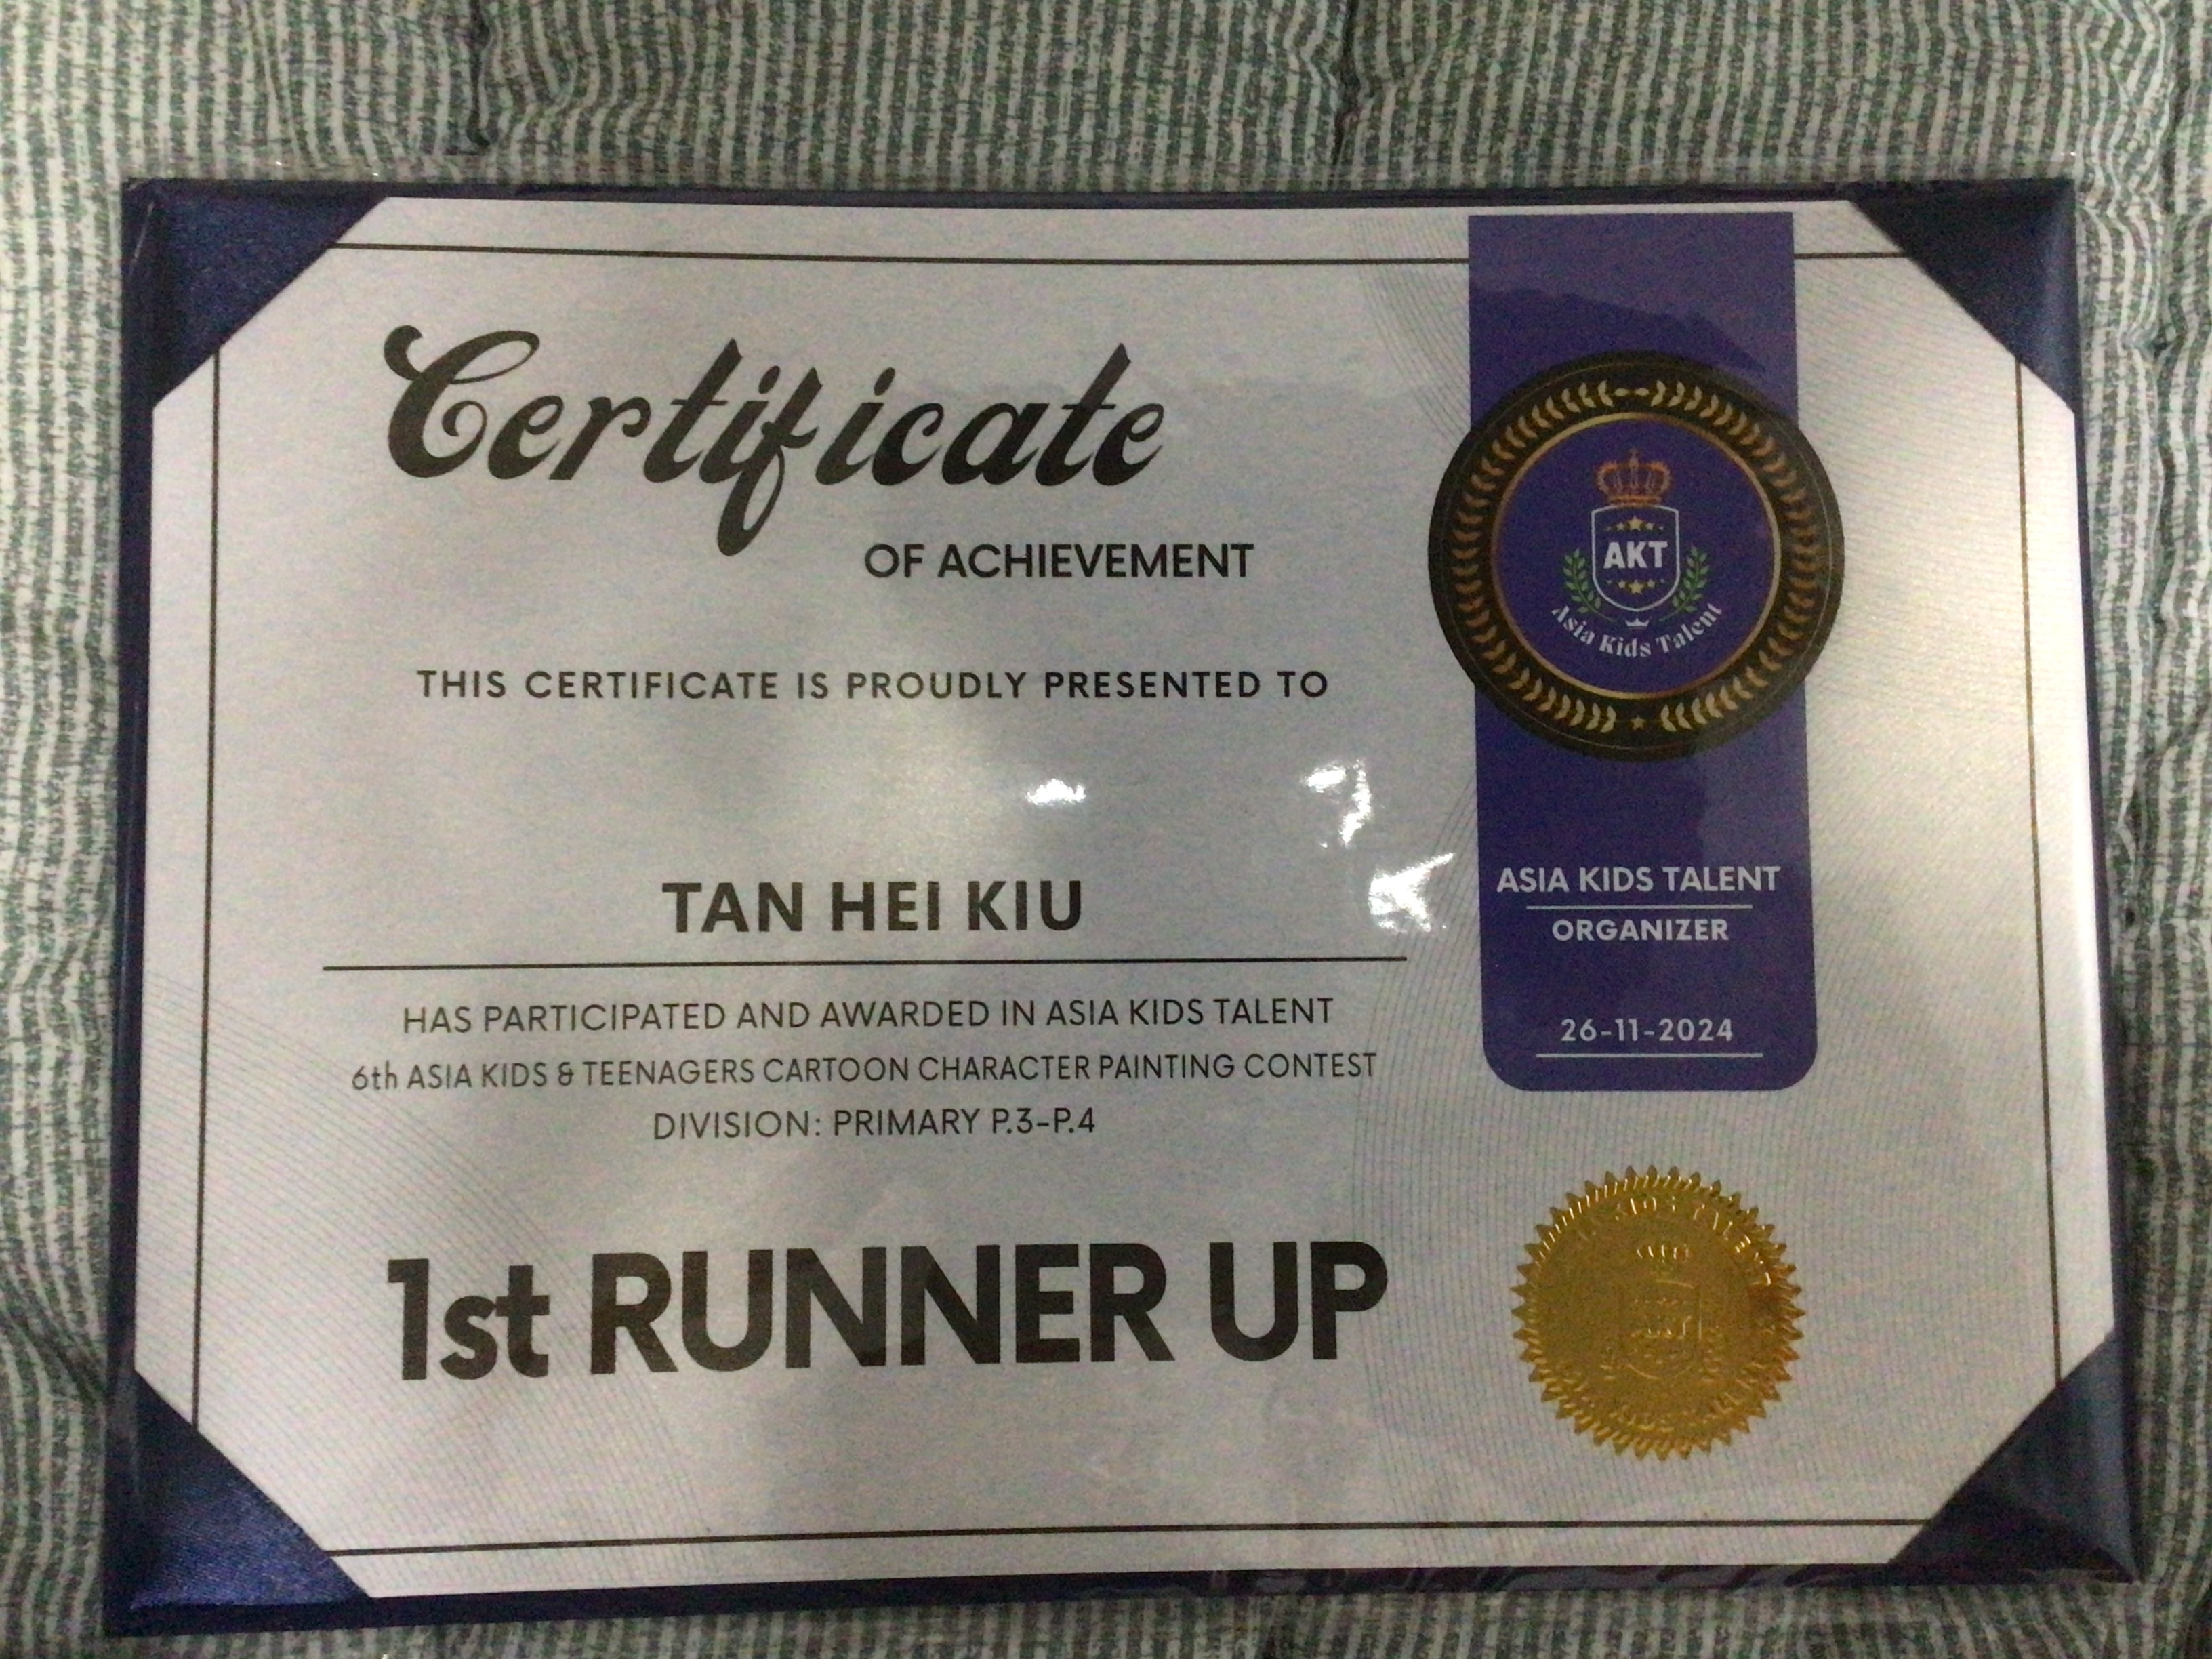 Certificate
OF ACHIEVEMENT
THIS CERTIFICATE IS PROUDLY PRESENTED TO
TAN HEI KIU
HAS PARTICIPATED AND AWARDED IN ASIA KIDS TALENT
6th ASIA KIDS & TEENAGERS CARTOON CHARACTER PAINTING CONTEST
DIVISION: PRIMARY P.3-P.4
1st RUNNER UP
AKT
Asia Kids Talent
ASIA KIDS TALENT
ORGANIZER
26-11-2024
KIDS TALENT